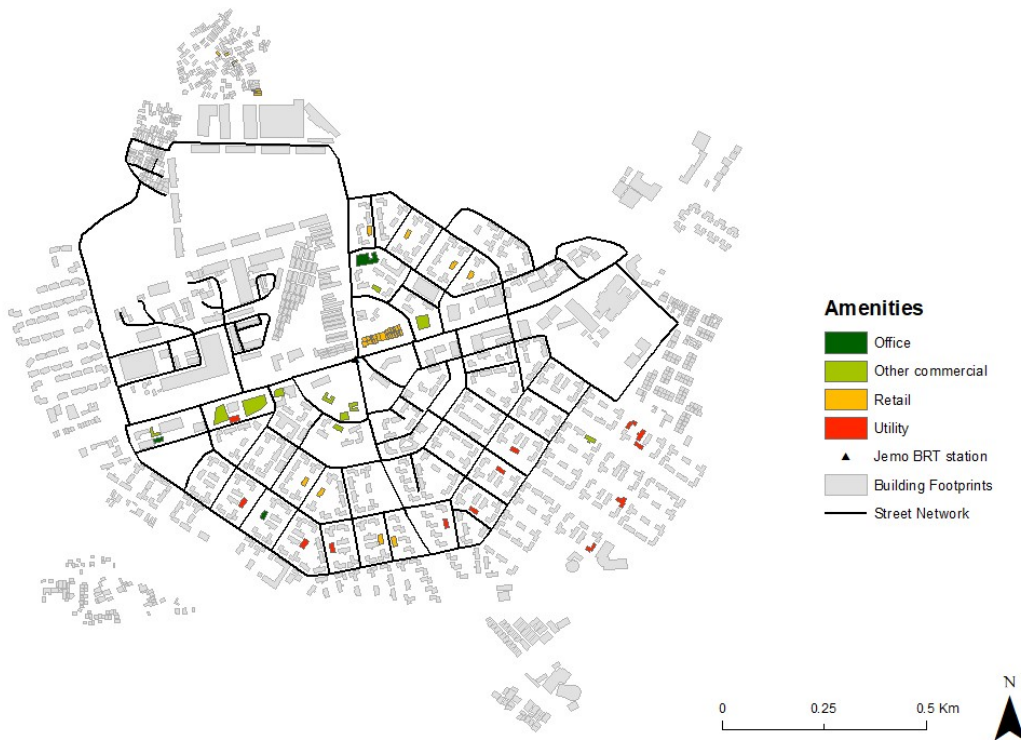 Amenities
Office
Other commercial
Retail
Utility
Jemo BRT station
Building Footprints
Street Network
N
0 0.25 0.5 Km